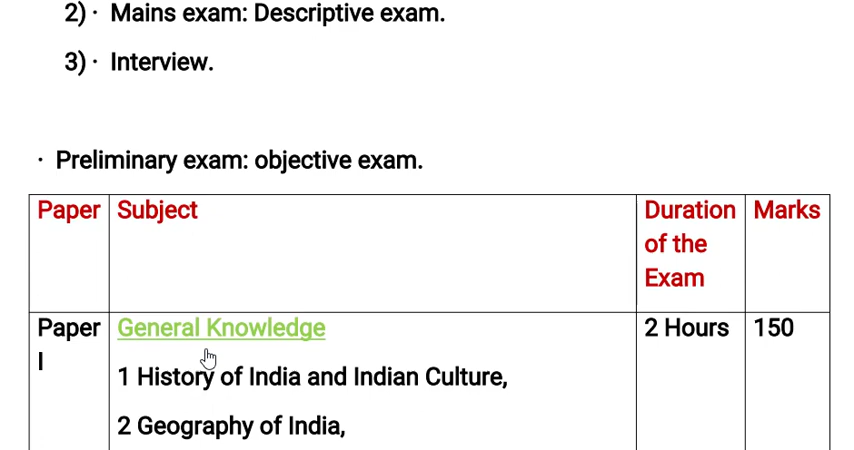 2) · Mains exam: Descriptive exam.
3) · Interview.
· Preliminary exam: objective exam.
Paper Subject Duration of the Exam Marks
Paper I General Knowledge 2 Hours 150
1 History of India and Indian Culture,
2 Geography of India,